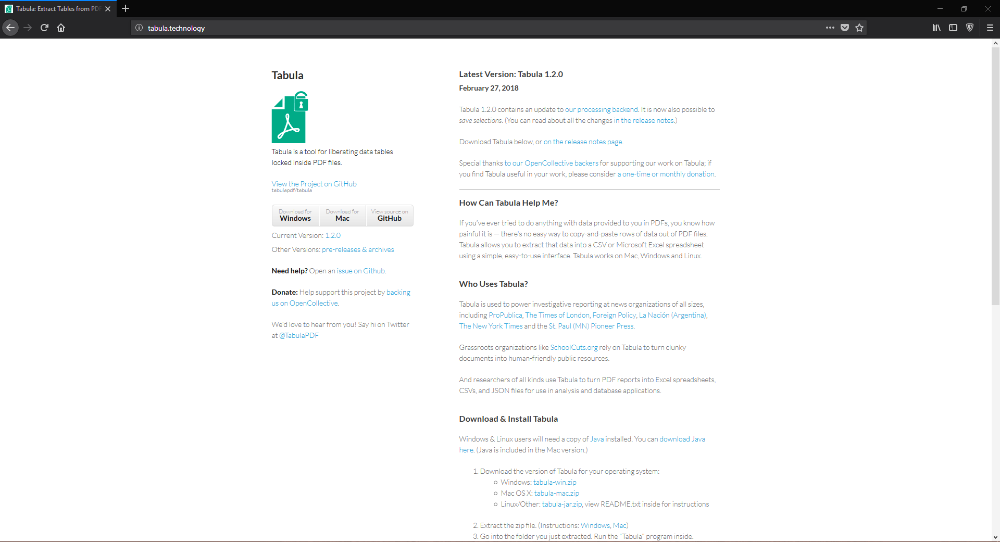 Tabula: Extract Tables from PDF
tabula.technology
Tabula
Tabula is a tool for liberating data tables
locked inside PDF files.
View the Project on GitHub
tabulapdf/tabula
Download for
Windows
Download for
Mac
View source on
GitHub
Current Version: 1.2.0
Other Versions: pre-releases & archives
Need help? Open an issue on Github.
Donate: Help support this project by backing
us on OpenCollective.
We'd love to hear from you! Say hi on Twitter
at @TabulaPDF
Latest Version: Tabula 1.2.0
February 27, 2018
Tabula 1.2.0 contains an update to our processing backend. It is now also possible to
save selections. (You can read about all the changes in the release notes.)
Download Tabula below, or on the release notes page.
Special thanks to our OpenCollective backers for supporting our work on Tabula; if
you find Tabula useful in your work, please consider a one-time or monthly donation.
How Can Tabula Help Me?
If you've ever tried to do anything with data provided to you in PDFs, you know how
painful it is — there's no easy way to copy-and-paste rows of data out of PDF files.
Tabula allows you to extract that data into a CSV or Microsoft Excel spreadsheet
using a simple, easy-to-use interface. Tabula works on Mac, Windows and Linux.
Who Uses Tabula?
Tabula is used to power investigative reporting at news organizations of all sizes,
including ProPublica, The Times of London, Foreign Policy, La Nación (Argentina),
The New York Times and the St. Paul (MN) Pioneer Press.
Grassroots organizations like SchoolCuts.org rely on Tabula to turn clunky
documents into human-friendly public resources.
And researchers of all kinds use Tabula to turn PDF reports into Excel spreadsheets,
CSVs, and JSON files for use in analysis and database applications.
Download & Install Tabula
Windows & Linux users will need a copy of Java installed. You can download Java
here. (Java is included in the Mac version.)
1. Download the version of Tabula for your operating system:
Windows: tabula-win.zip
Mac OS X: tabula-mac.zip
Linux/Other: tabula-jar.zip, view README.txt inside for instructions
2. Extract the zip file. (Instructions: Windows, Mac)
3. Go into the folder you just extracted. Run the "Tabula" program inside.